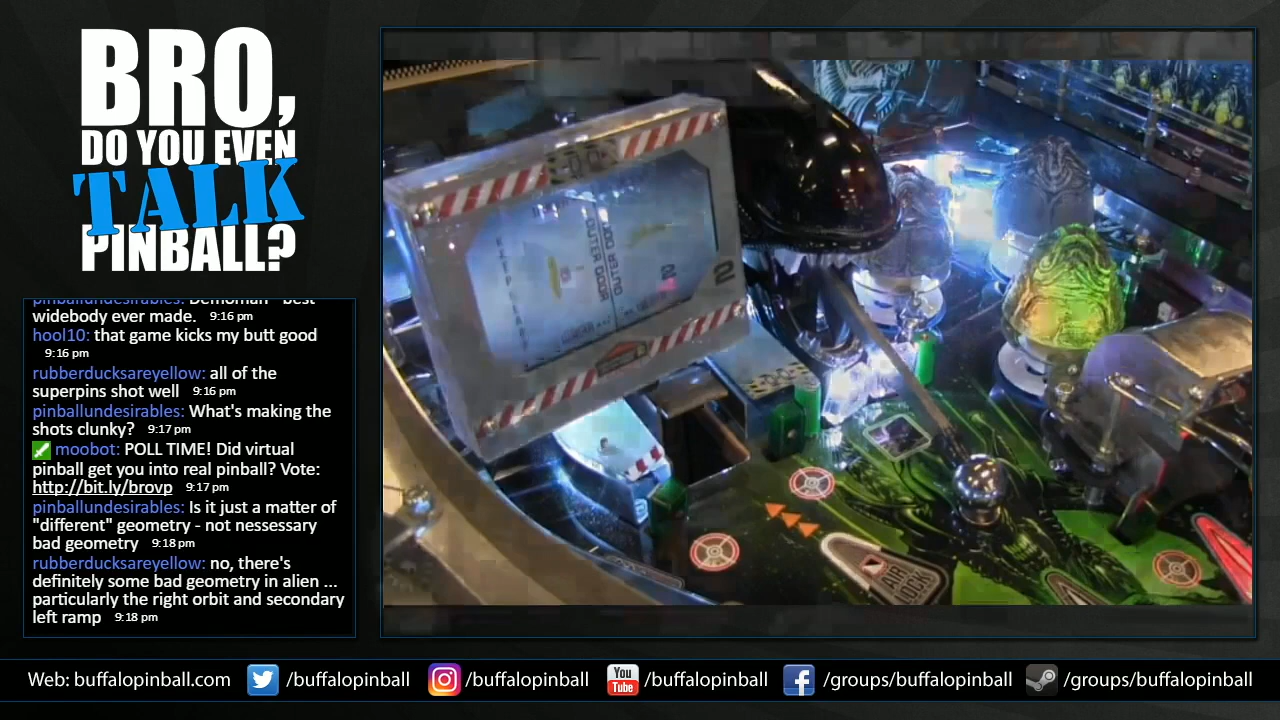 BRO,
DO YOU EVEN
TALK
PINBALL?
pinballundesirables: Demoman - best
widebody ever made. 9:16 pm
hool10: that game kicks my butt good
9:16 pm
rubberducksareyellow: all of the
superpins shot well 9:16 pm
pinballundesirables: What's making the
shots clunky? 9:17 pm
moobot: POLL TIME! Did virtual
pinball get you into real pinball? Vote:
http://bit.ly/brovp 9:17 pm
pinballundesirables: Is it just a matter of
"different" geometry - not nessessary
bad geometry 9:18 pm
rubberducksareyellow: no, there's
definitely some bad geometry in alien ...
particularly the right orbit and secondary
left ramp 9:18 pm
OUTER DOOR
02
AIR
LOCK
Web: buffalopinball.com
/buffalopinball
/buffalopinball
You
Tube
/buffalopinball
/groups/buffalopinball
/groups/buffalopinball